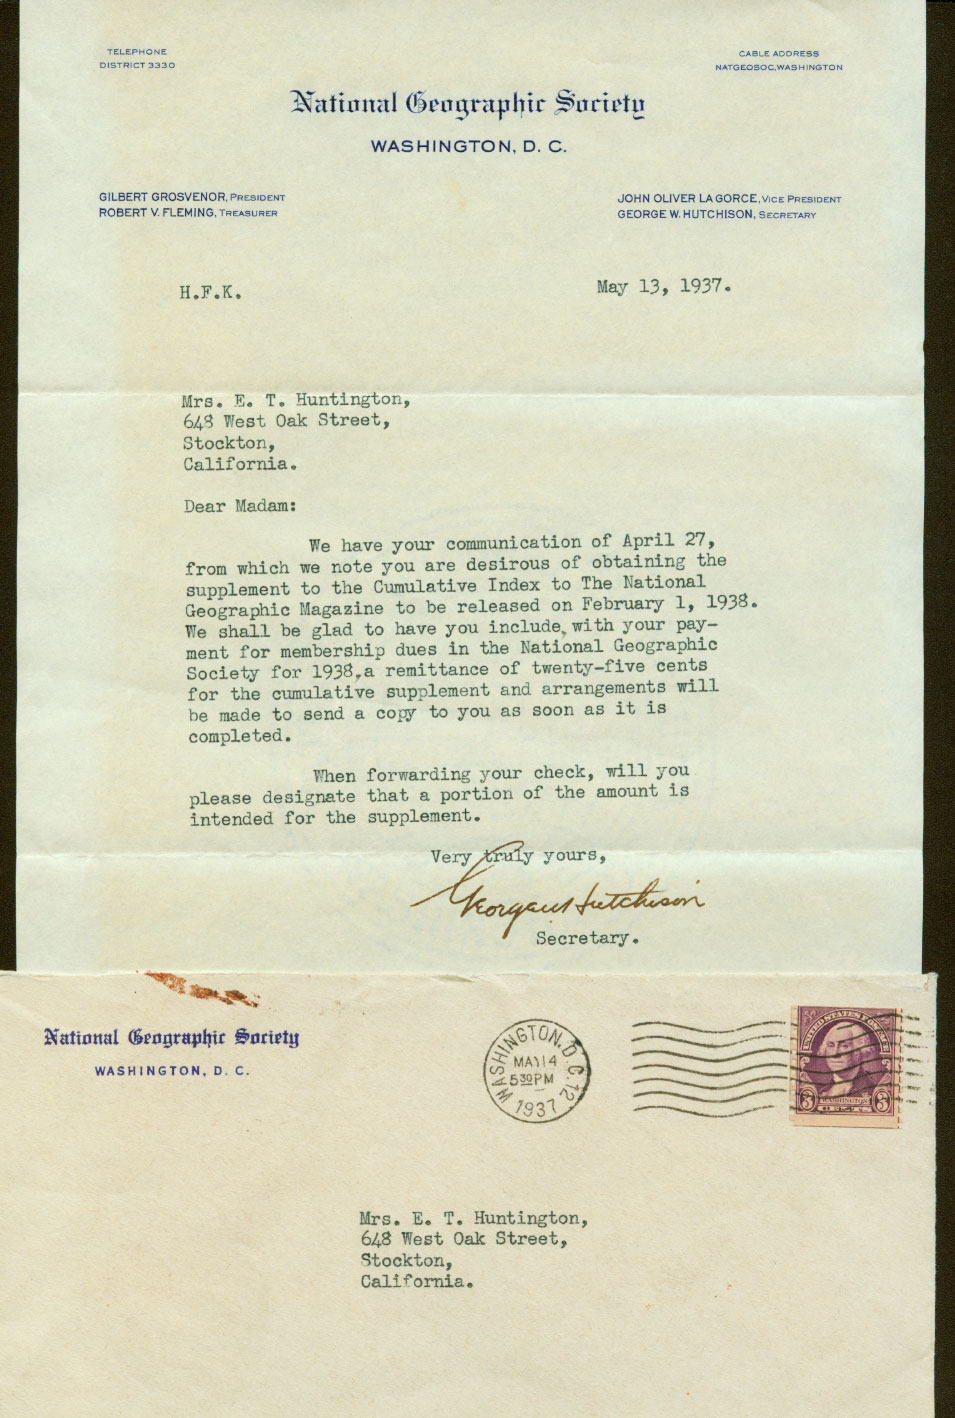 TELEPHONE
DISTRICT 3330
CABLE ADDRESS
NATGEOSOC, WASHINGTON
National Geographic Society
WASHINGTON, D. C.
GILBERT GROSVENOR, PRESIDENT
ROBERT V. FLEMING, TREASURER
JOHN OLIVER LA GORCE, VICE PRESIDENT
GEORGE W. HUTCHISON, SECRETARY
H.F.K.
May 13, 1937.
Mrs. E. T. Huntington,
648 West Oak Street,
Stockton,
California.
Dear Madam:
We have your communication of April 27,
from which we note you are desirous of obtaining the
supplement to the Cumulative Index to The National
Geographic Magazine to be released on February 1, 1938.
We shall be glad to have you include, with your pay-
ment for membership dues in the National Geographic
Society for 1938, a remittance of twenty-five cents
for the cumulative supplement and arrangements will
be made to send a copy to you as soon as it is
completed.
When forwarding your check, will you
please designate that a portion of the amount is
intended for the supplement.
Very truly yours,
George W Hutchison
Secretary.
National Geographic Society
WASHINGTON, D. C.
WASHINGTON, D.C. 12
MAY 14
5 30 PM
1937
UNITED STATES POSTAGE
3 WASHINGTON 3
CENTS
Mrs. E. T. Huntington,
648 West Oak Street,
Stockton,
California.